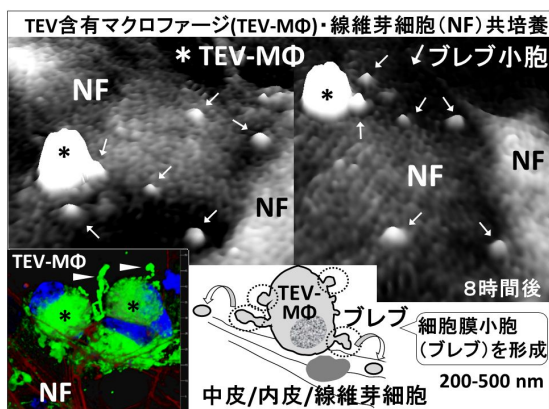 TEV含有マクロファージ(TEV-MΦ)・線維芽細胞(NF)共培養
* TEV-MΦ
ブレブ小胞
NF
*
NF
*
NF
NF
8時間後
TEV-MΦ
*
*
NF
TEV-
MΦ
ブレブ
細胞膜小胞
(ブレブ)を形成
中皮/内皮/線維芽細胞
200-500 nm